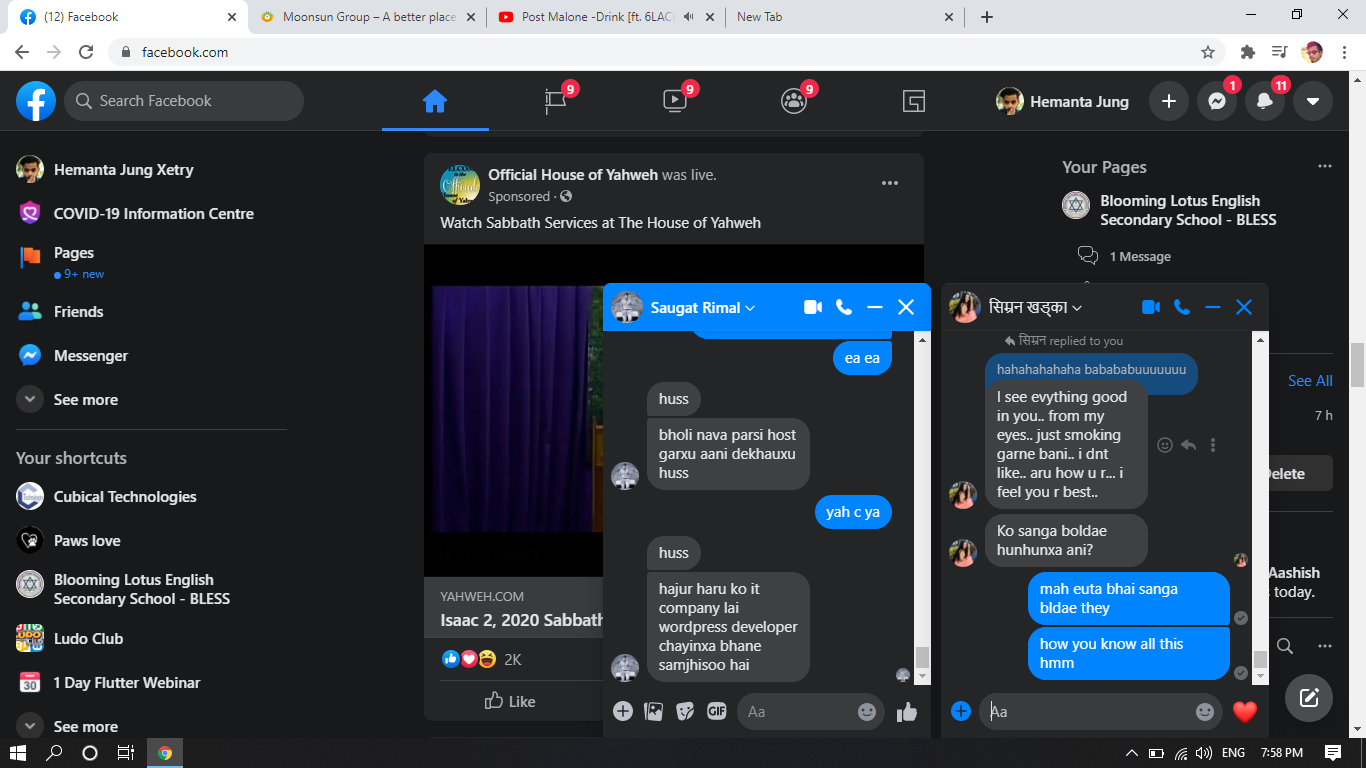 (12) Facebook
Moonsun Group – A better place
Post Malone -Drink [ft. 6LAC
New Tab
facebook.com
Search Facebook
9
9
9
Hemanta Jung
1
11
Hemanta Jung Xetry
COVID-19 Information Centre
Pages
9+ new
Friends
Messenger
See more
Your shortcuts
Cubical Technologies
Paws love
Blooming Lotus English
Secondary School - BLESS
Ludo Club
1 Day Flutter Webinar
See more
Official House of Yahweh was live.
Sponsored ·
Watch Sabbath Services at The House of Yahweh
YAHWEH.COM
Isaac 2, 2020 Sabbath
2K
Like
Your Pages
Blooming Lotus English
Secondary School - BLESS
1 Message
See All
7 h
Delete
Aashish
today.
Saugat Rimal
ea ea
huss
bholi nava parsi host
garxu aani dekhauxu
huss
yah c ya
huss
hajur haru ko it
company lai
wordpress developer
chayinxa bhane
samjhisoo hai
GIF
Aa
सिम्रन खड्का
सिम्रन replied to you
hahahahahaha babababuuuuuuu
I see evything good
in you.. from my
eyes.. just smoking
garne bani.. i dnt
like.. aru how u r... i
feel you r best..
Ko sanga boldae
hunhunxa ani?
mah euta bhai sanga
bldae they
how you know all this
hmm
Aa
ENG
7:58 PM